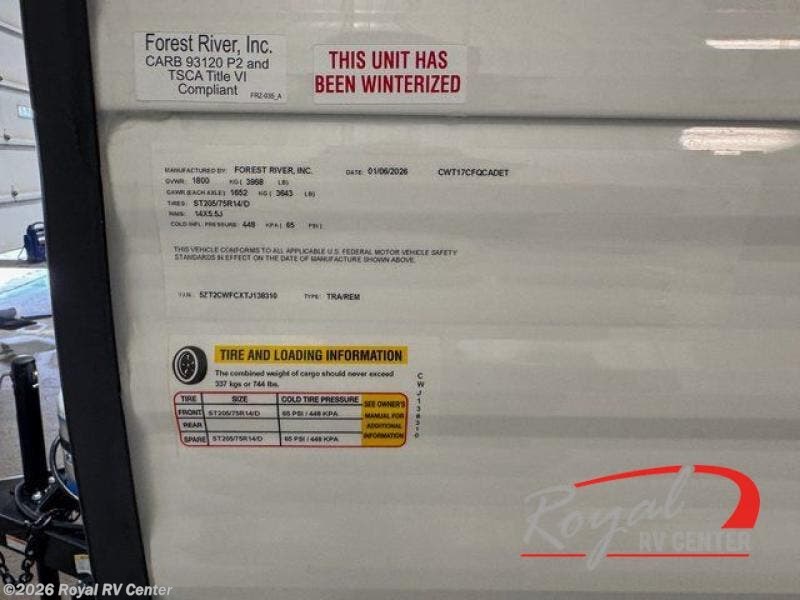 Forest River, Inc.
CARB 93120 P2 and
TSCA Title VI
Compliant
FRZ-035_A
THIS UNIT HAS
BEEN WINTERIZED
MANUFACTURED BY: FOREST RIVER, INC. DATE: 01/06/2026 CWT17CFQCADET
GVWR: 1800 KG ( 3968 LB)
GAWR (EACH AXLE) 1652 KG ( 3643 LB)
TIRES: ST205/75R14/D
RIMS: 14X5.5J
COLD INFL. PRESSURE: 448 KPA ( 65 PSI )
THIS VEHICLE CONFORMS TO ALL APPLICABLE U.S. FEDERAL MOTOR VEHICLE SAFETY
STANDARDS IN EFFECT ON THE DATE OF MANUFACTURE SHOWN ABOVE.
V.I.N.: 5ZT2CWFCXTJ138310 TYPE: TRA/REM
TIRE AND LOADING INFORMATION
The combined weight of cargo should never exceed
337 kgs or 744 lbs.
TIRE SIZE COLD TIRE PRESSURE
FRONT ST205/75R14/D 65 PSI / 448 KPA
REAR
SPARE ST205/75R14/D 65 PSI / 448 KPA
SEE OWNER'S
MANUAL FOR
ADDITIONAL
INFORMATION
CWJ138310
Royal
RV CENTER
©2026 Royal RV Center